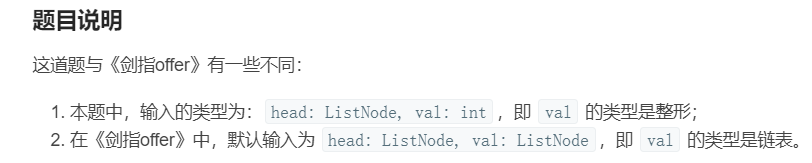 题目说明
这道题与《剑指offer》有一些不同：
1. 本题中，输入的类型为： head: ListNode, val: int ，即 val 的类型是整形；
2. 在《剑指offer》中，默认输入为 head: ListNode, val: ListNode ，即 val 的类型是链表。